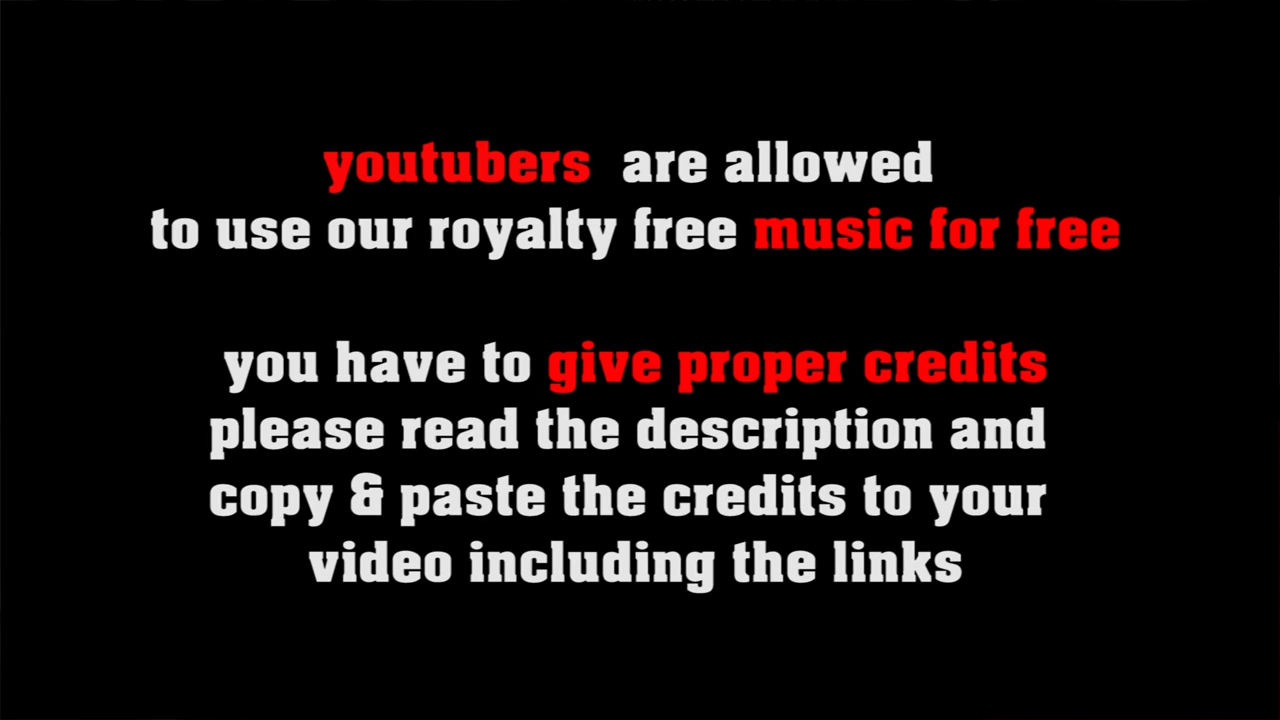 youtubers are allowed
to use our royalty free music for free
you have to give proper credits
please read the description and
copy & paste the credits to your
video including the links